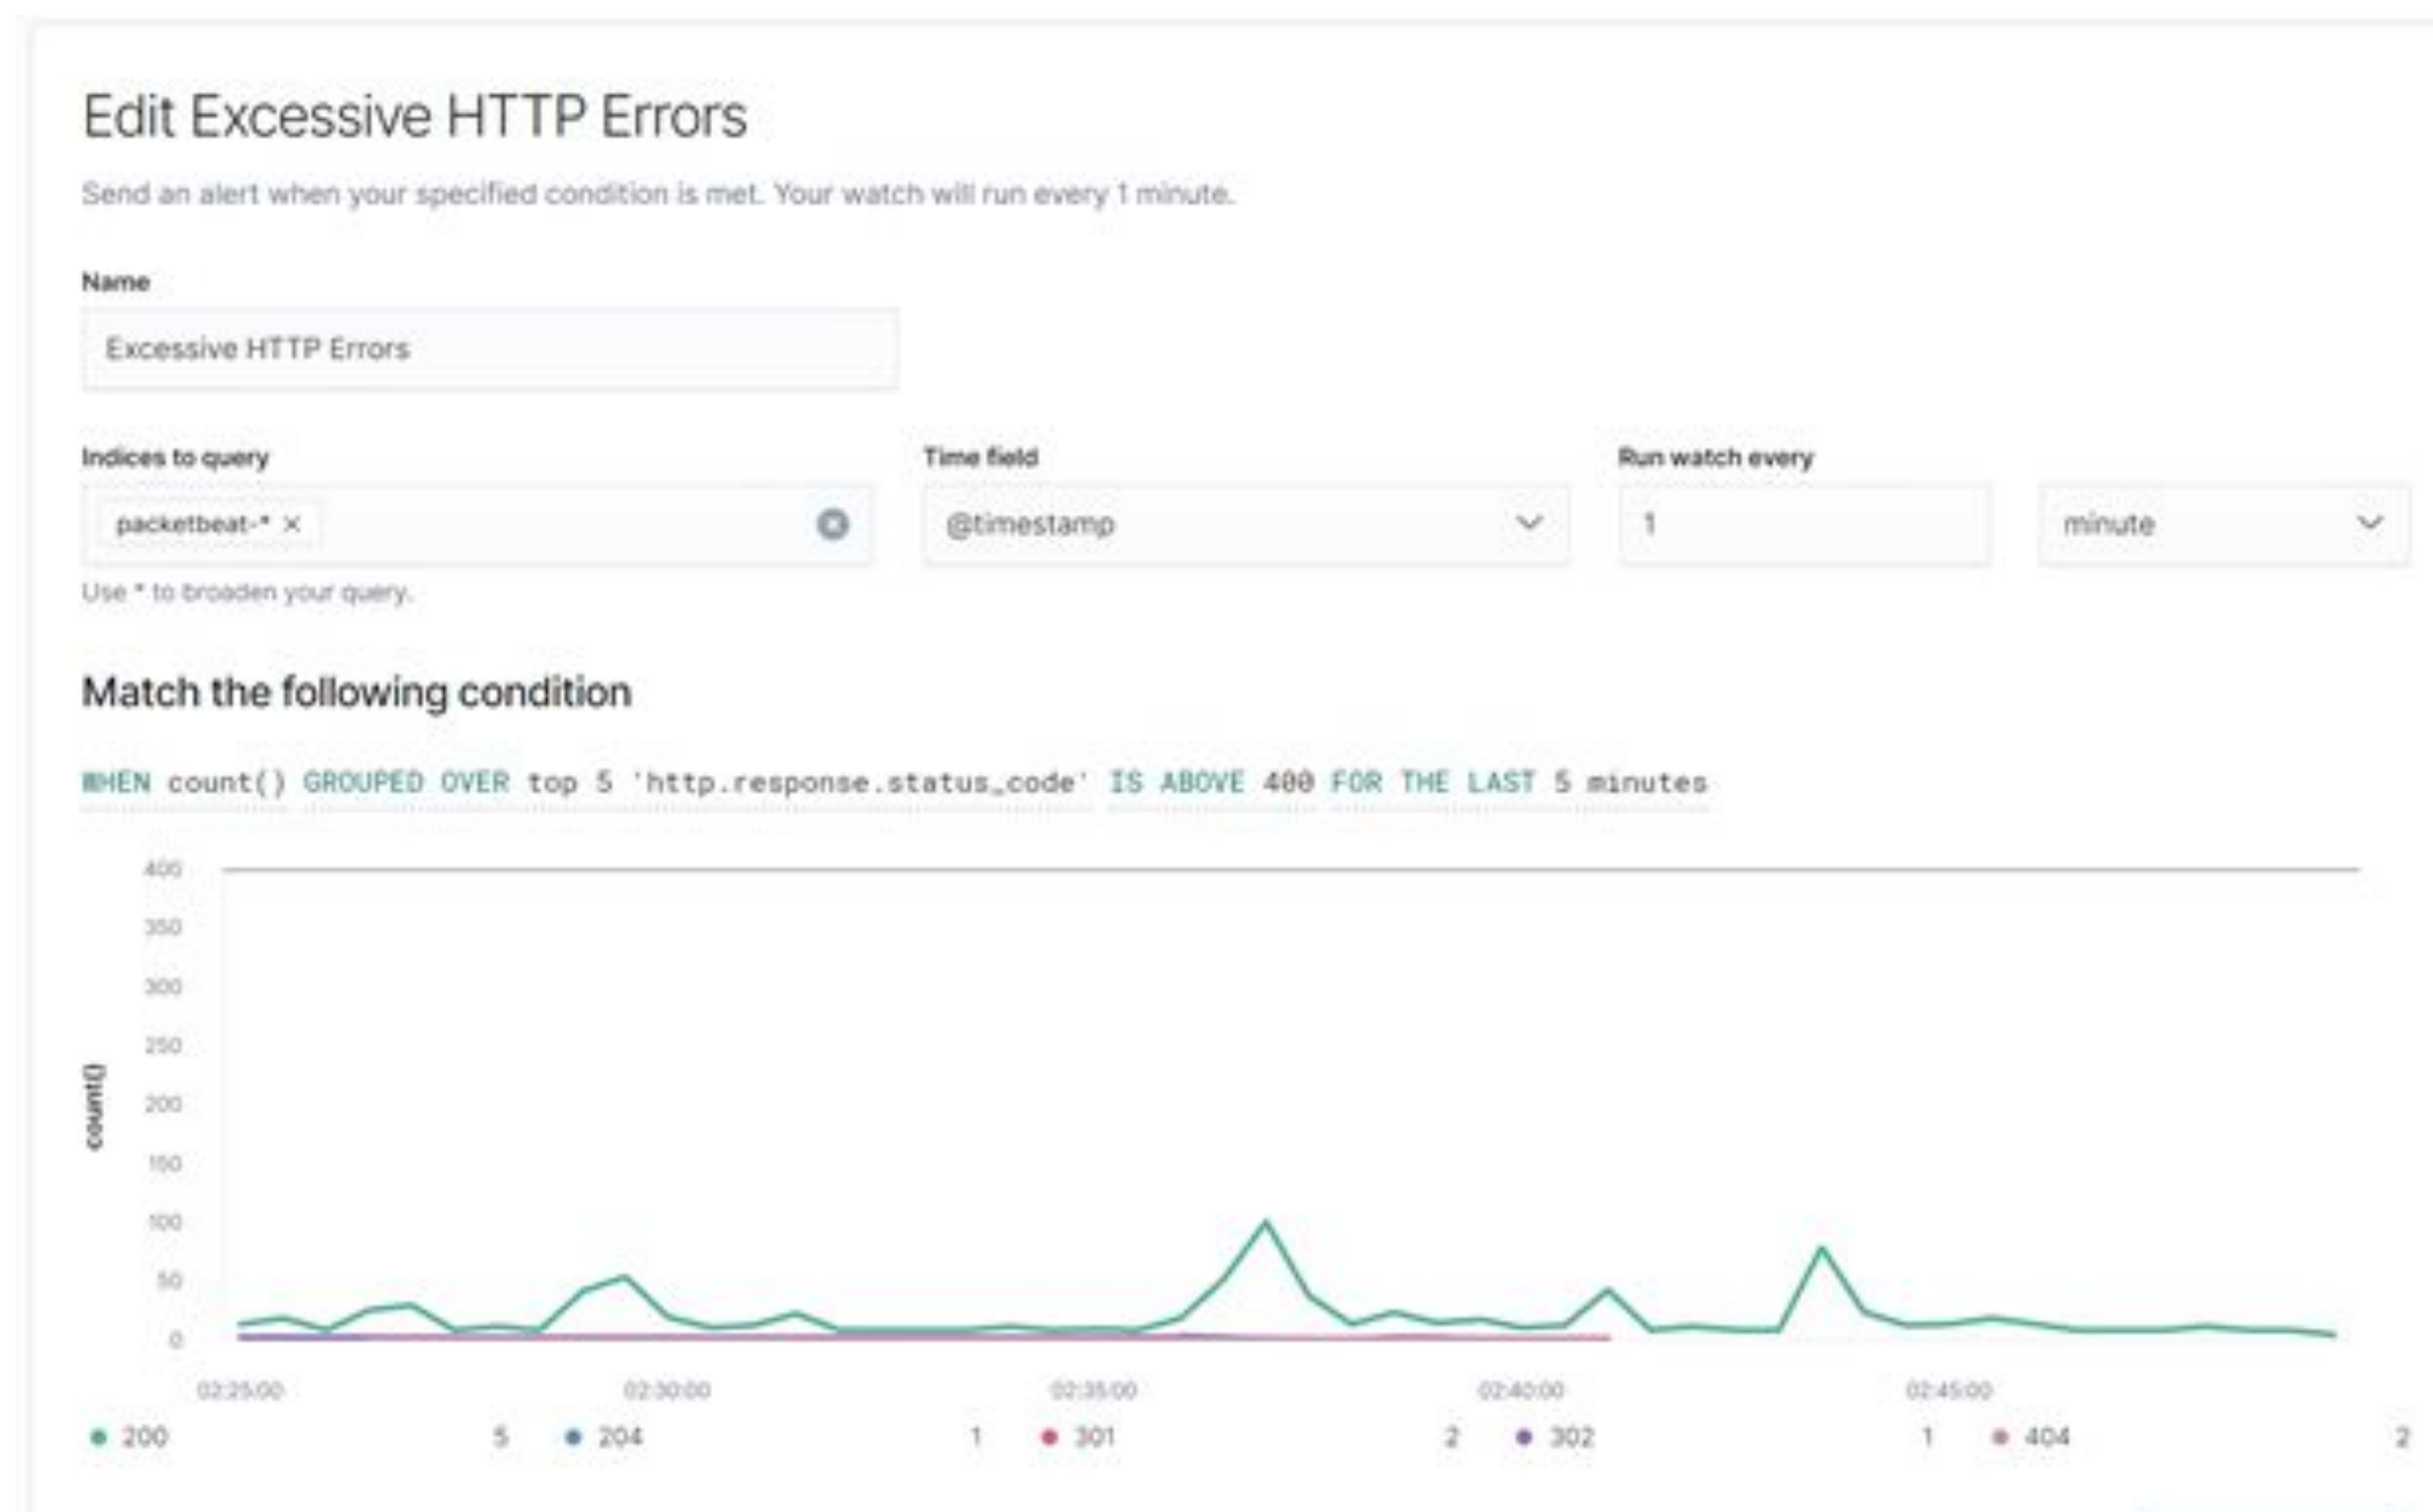 Edit Excessive HTTP Errors
Send an alert when your specified condition is met. Your watch will run every 1 minute.
Name
Excessive HTTP Errors
Indices to query Time field Run watch every
packetbeat-* × @timestamp 1 minute
Use * to broaden your query.
Match the following condition
WHEN count() GROUPED OVER top 5 'http.response.status_code' IS ABOVE 400 FOR THE LAST 5 minutes
400
350
300
250
200
150
100
50
0
count()
02:25:00 02:30:00 02:35:00 02:40:00 02:45:00
200 5 204 1 301 2 302 1 404 2